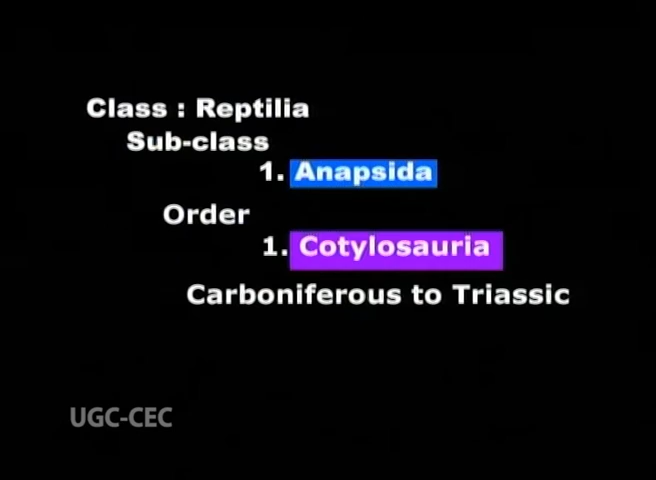 Class : Reptilia
Sub-class
1. Anapsida
Order
1. Cotylosauria
Carboniferous to Triassic
UGC-CEC